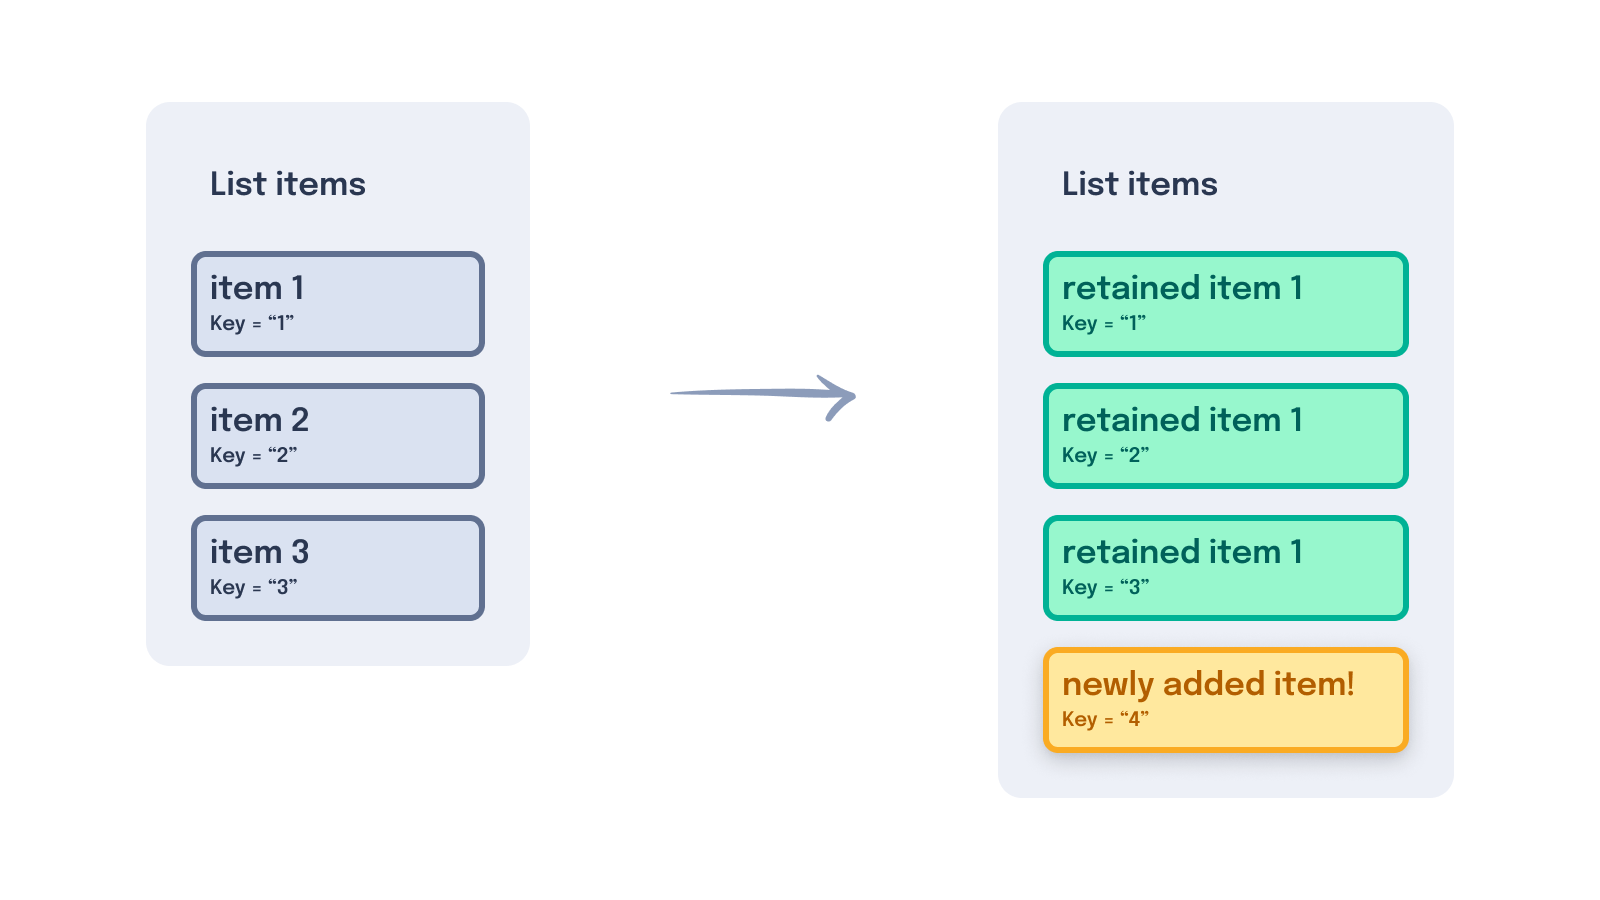 List items
item 1
Key = “1”
item 2
Key = “2”
item 3
Key = “3”
List items
retained item 1
Key = “1”
retained item 1
Key = “2”
retained item 1
Key = “3”
newly added item!
Key = “4”